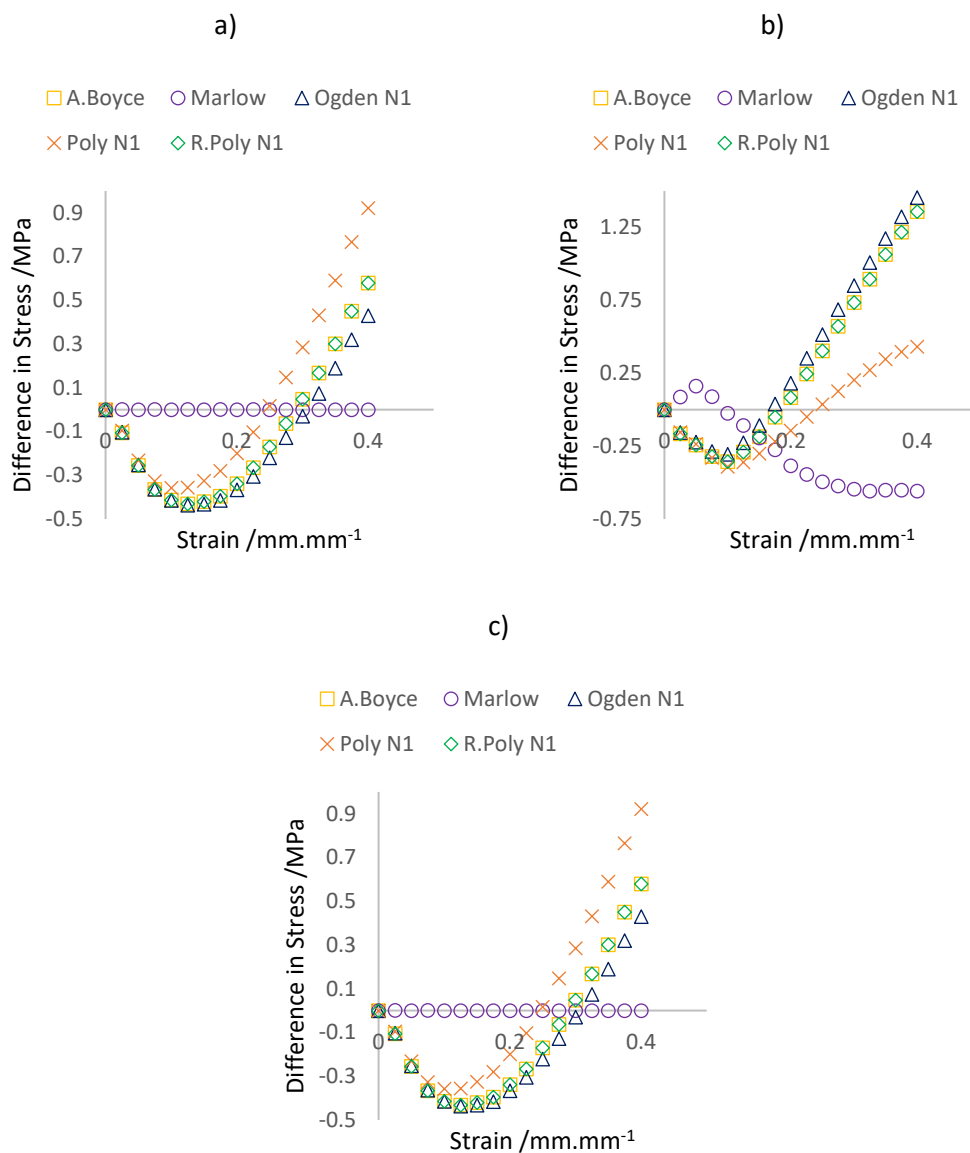 a)
A.Boyce Marlow Ogden N1
Poly N1 R.Poly N1
Difference in Stress /MPa
0.9
0.7
0.5
0.3
0.1
-0.1
-0.3
-0.5
0 0.2 0.4
Strain /mm.mm⁻¹
b)
A.Boyce Marlow Ogden N1
Poly N1 R.Poly N1
Difference in Stress /MPa
1.25
0.75
0.25
-0.25
-0.75
0 0.2 0.4
Strain /mm.mm⁻¹
c)
A.Boyce Marlow Ogden N1
Poly N1 R.Poly N1
Difference in Stress /MPa
0.9
0.7
0.5
0.3
0.1
-0.1
-0.3
-0.5
0 0.2 0.4
Strain /mm.mm⁻¹